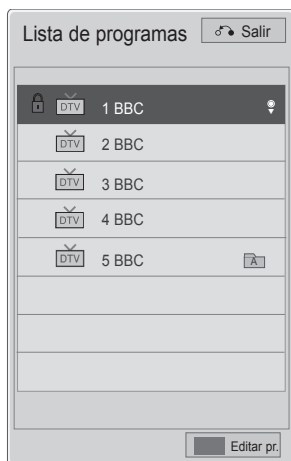 Lista de programas Salir
DTV 1 BBC
DTV 2 BBC
DTV 3 BBC
DTV 4 BBC
DTV 5 BBC A
Editar pr.